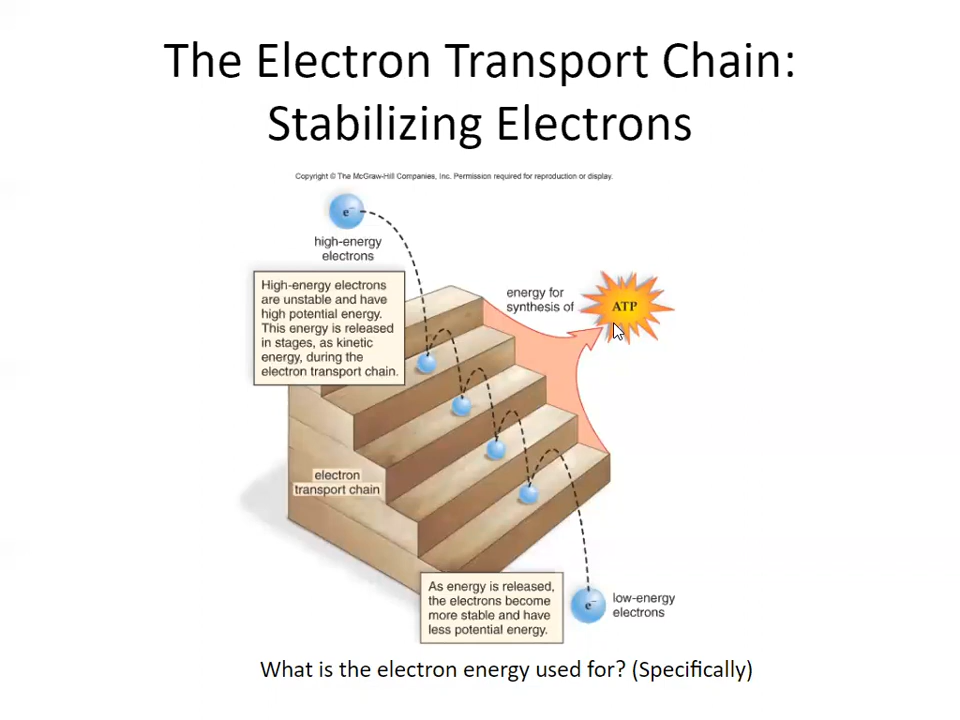 The Electron Transport Chain:
Stabilizing Electrons
Copyright © The McGraw-Hill Companies, Inc. Permission required for reproduction or display.
e⁻
high-energy
electrons
High-energy electrons
are unstable and have
high potential energy.
This energy is released
in stages, as kinetic
energy, during the
electron transport chain.
energy for
synthesis of
ATP
electron
transport chain
As energy is released,
the electrons become
more stable and have
less potential energy.
e⁻
low-energy
electrons
What is the electron energy used for? (Specifically)